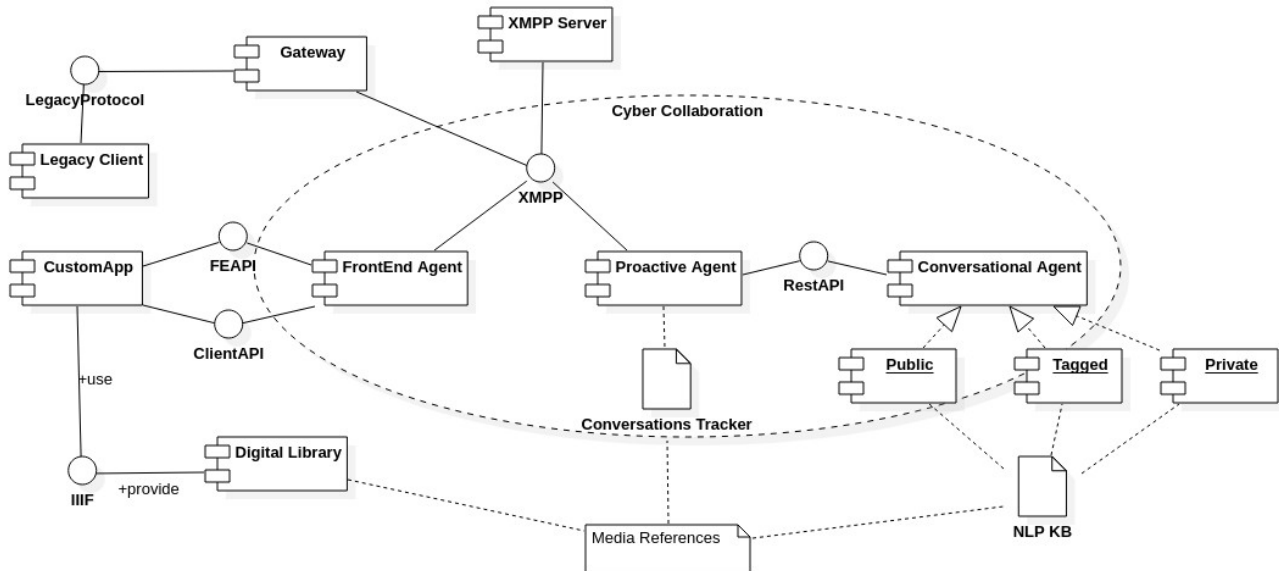 XMPP Server
Gateway
LegacyProtocol
Cyber Collaboration
Legacy Client
XMPP
CustomApp
FEAPI
FrontEnd Agent
Proactive Agent
RestAPI
Conversational Agent
ClientAPI
Public
Tagged
Private
+use
Conversations Tracker
Digital Library
IIIF
+provide
NLP KB
Media References